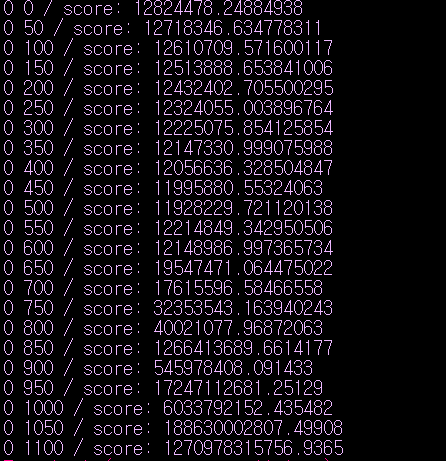 0 0 / score: 12824478.24884938
0 50 / score: 12718346.634778311
0 100 / score: 12610709.571600117
0 150 / score: 12513888.653841006
0 200 / score: 12432402.705500295
0 250 / score: 12324055.003896764
0 300 / score: 12225075.854125854
0 350 / score: 12147330.999075988
0 400 / score: 12056636.328504847
0 450 / score: 11995880.55324063
0 500 / score: 11928229.721120138
0 550 / score: 12214849.342950506
0 600 / score: 12148986.997365734
0 650 / score: 19547471.064475022
0 700 / score: 17615596.58466558
0 750 / score: 32353543.163940243
0 800 / score: 40021077.96872063
0 850 / score: 1266413689.6614177
0 900 / score: 545978408.091433
0 950 / score: 17247112681.25129
0 1000 / score: 6033792152.435482
0 1050 / score: 188630002807.49908
0 1100 / score: 1270978315756.9365